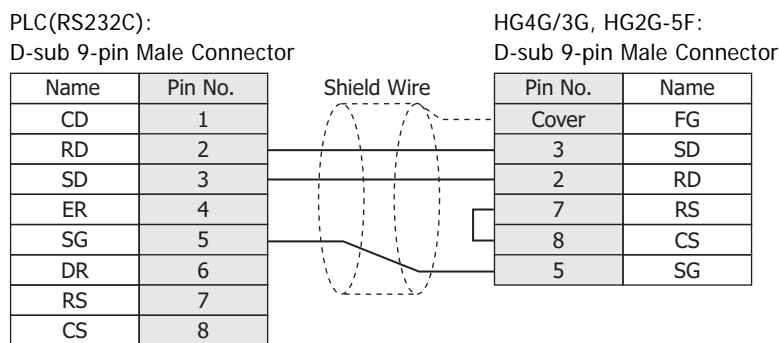 PLC(RS232C):
D-sub 9-pin Male Connector
HG4G/3G, HG2G-5F:
D-sub 9-pin Male Connector
Name Pin No. Shield Wire Pin No. Name
CD 1 Cover FG
RD 2 3 SD
SD 3 2 RD
ER 4 7 RS
SG 5 8 CS
DR 6 5 SG
RS 7
CS 8